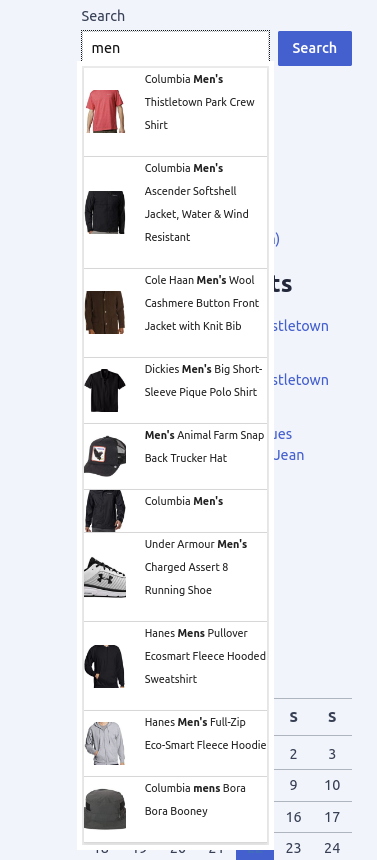 Search
men
Search
Columbia Men's
Thistletown Park Crew
Shirt
Columbia Men's
Ascender Softshell
Jacket, Water & Wind
Resistant
Cole Haan Men's Wool
Cashmere Button Front
Jacket with Knit Bib
Dickies Men's Big Short-
Sleeve Pique Polo Shirt
Men's Animal Farm Snap
Back Trucker Hat
Columbia Men's
Under Armour Men's
Charged Assert 8
Running Shoe
Hanes Mens Pullover
Ecosmart Fleece Hooded
Sweatshirt
Hanes Men's Full-Zip
Eco-Smart Fleece Hoodie
Columbia mens Bora
Bora Booney
ts
stletown
stletown
ues
Jean
S S
2 3
9 10
16 17
23 24